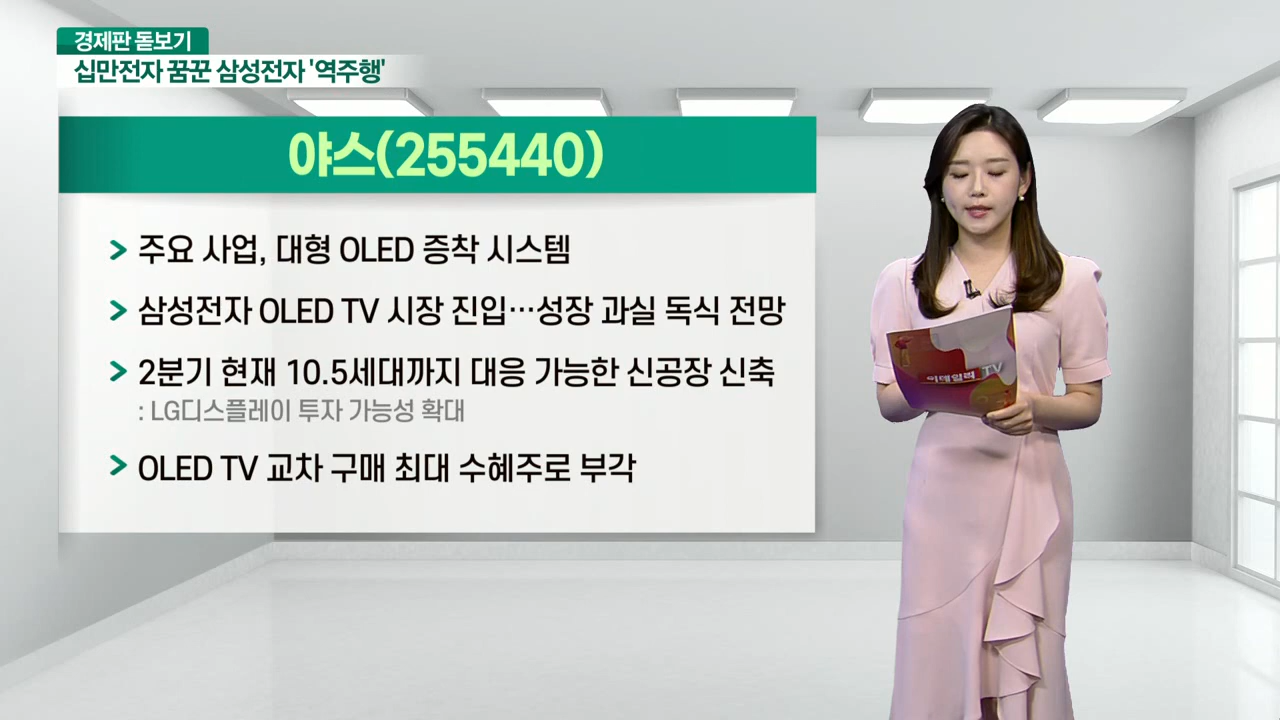 경제판 돋보기
십만전자 꿈꾼 삼성전자 '역주행'
야스(255440)
> 주요 사업, 대형 OLED 증착 시스템
> 삼성전자 OLED TV 시장 진입…성장 과실 독식 전망
> 2분기 현재 10.5세대까지 대응 가능한 신공장 신축
: LG디스플레이 투자 가능성 확대
> OLED TV 교차 구매 최대 수혜주로 부각
이데일리 TV